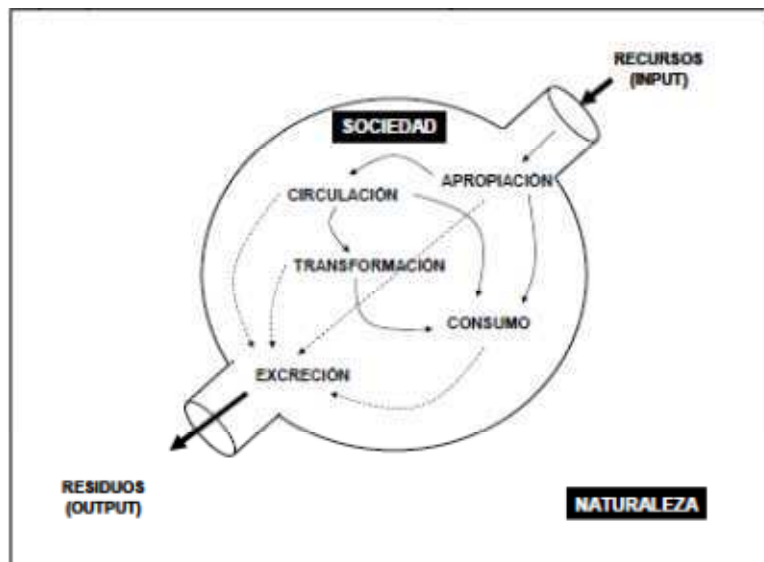 RECURSOS
(INPUT)
SOCIEDAD
APROPIACIÓN
CIRCULACIÓN
TRANSFORMACIÓN
CONSUMO
EXCRECIÓN
RESIDUOS
(OUTPUT)
NATURALEZA